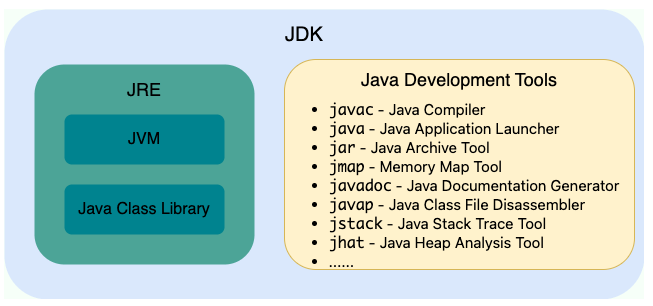 JDK
JRE
JVM
Java Class Library
Java Development Tools
• javac - Java Compiler
• java - Java Application Launcher
• jar - Java Archive Tool
• jmap - Memory Map Tool
• javadoc - Java Documentation Generator
• javap - Java Class File Disassembler
• jstack - Java Stack Trace Tool
• jhat - Java Heap Analysis Tool
• ......